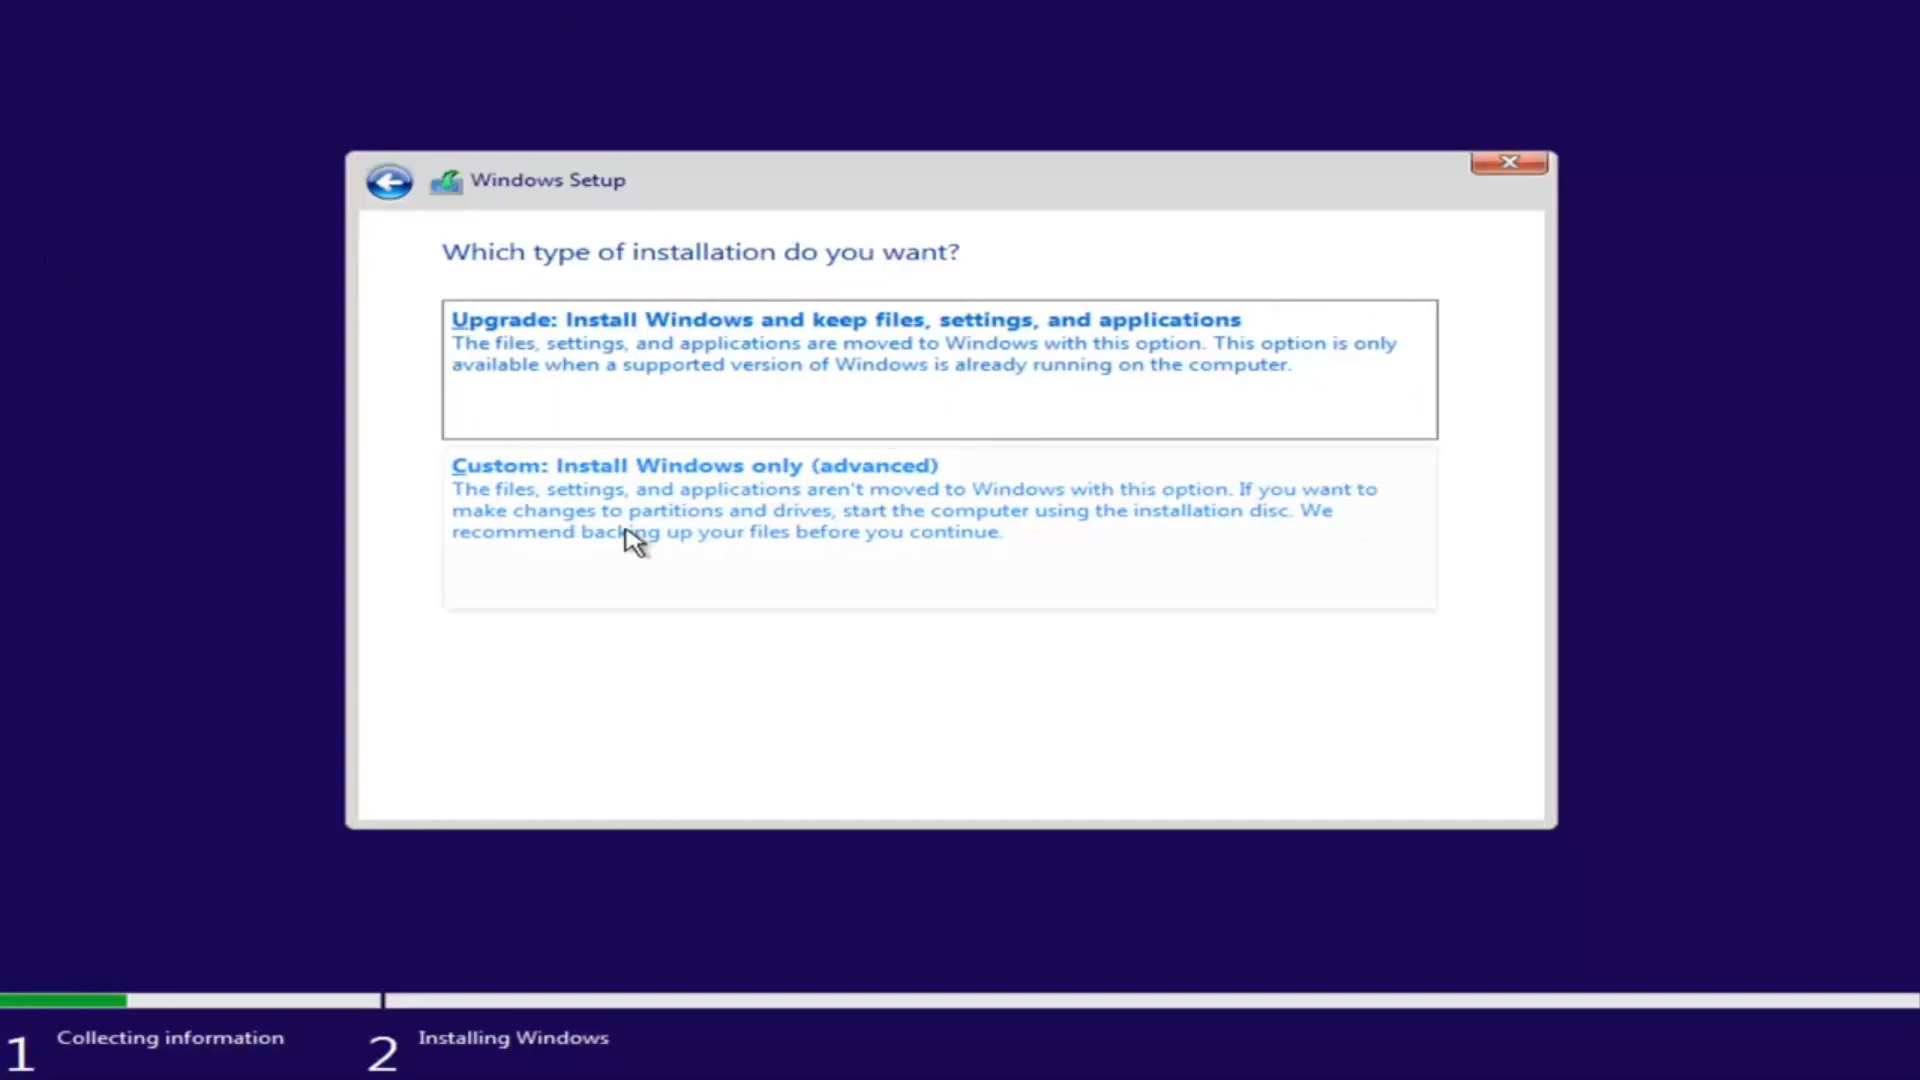 Windows Setup
Which type of installation do you want?
Upgrade: Install Windows and keep files, settings, and applications
The files, settings, and applications are moved to Windows with this option. This option is only
available when a supported version of Windows is already running on the computer.
Custom: Install Windows only (advanced)
The files, settings, and applications aren't moved to Windows with this option. If you want to
make changes to partitions and drives, start the computer using the installation disc. We
recommend backing up your files before you continue.
1 Collecting information
2 Installing Windows